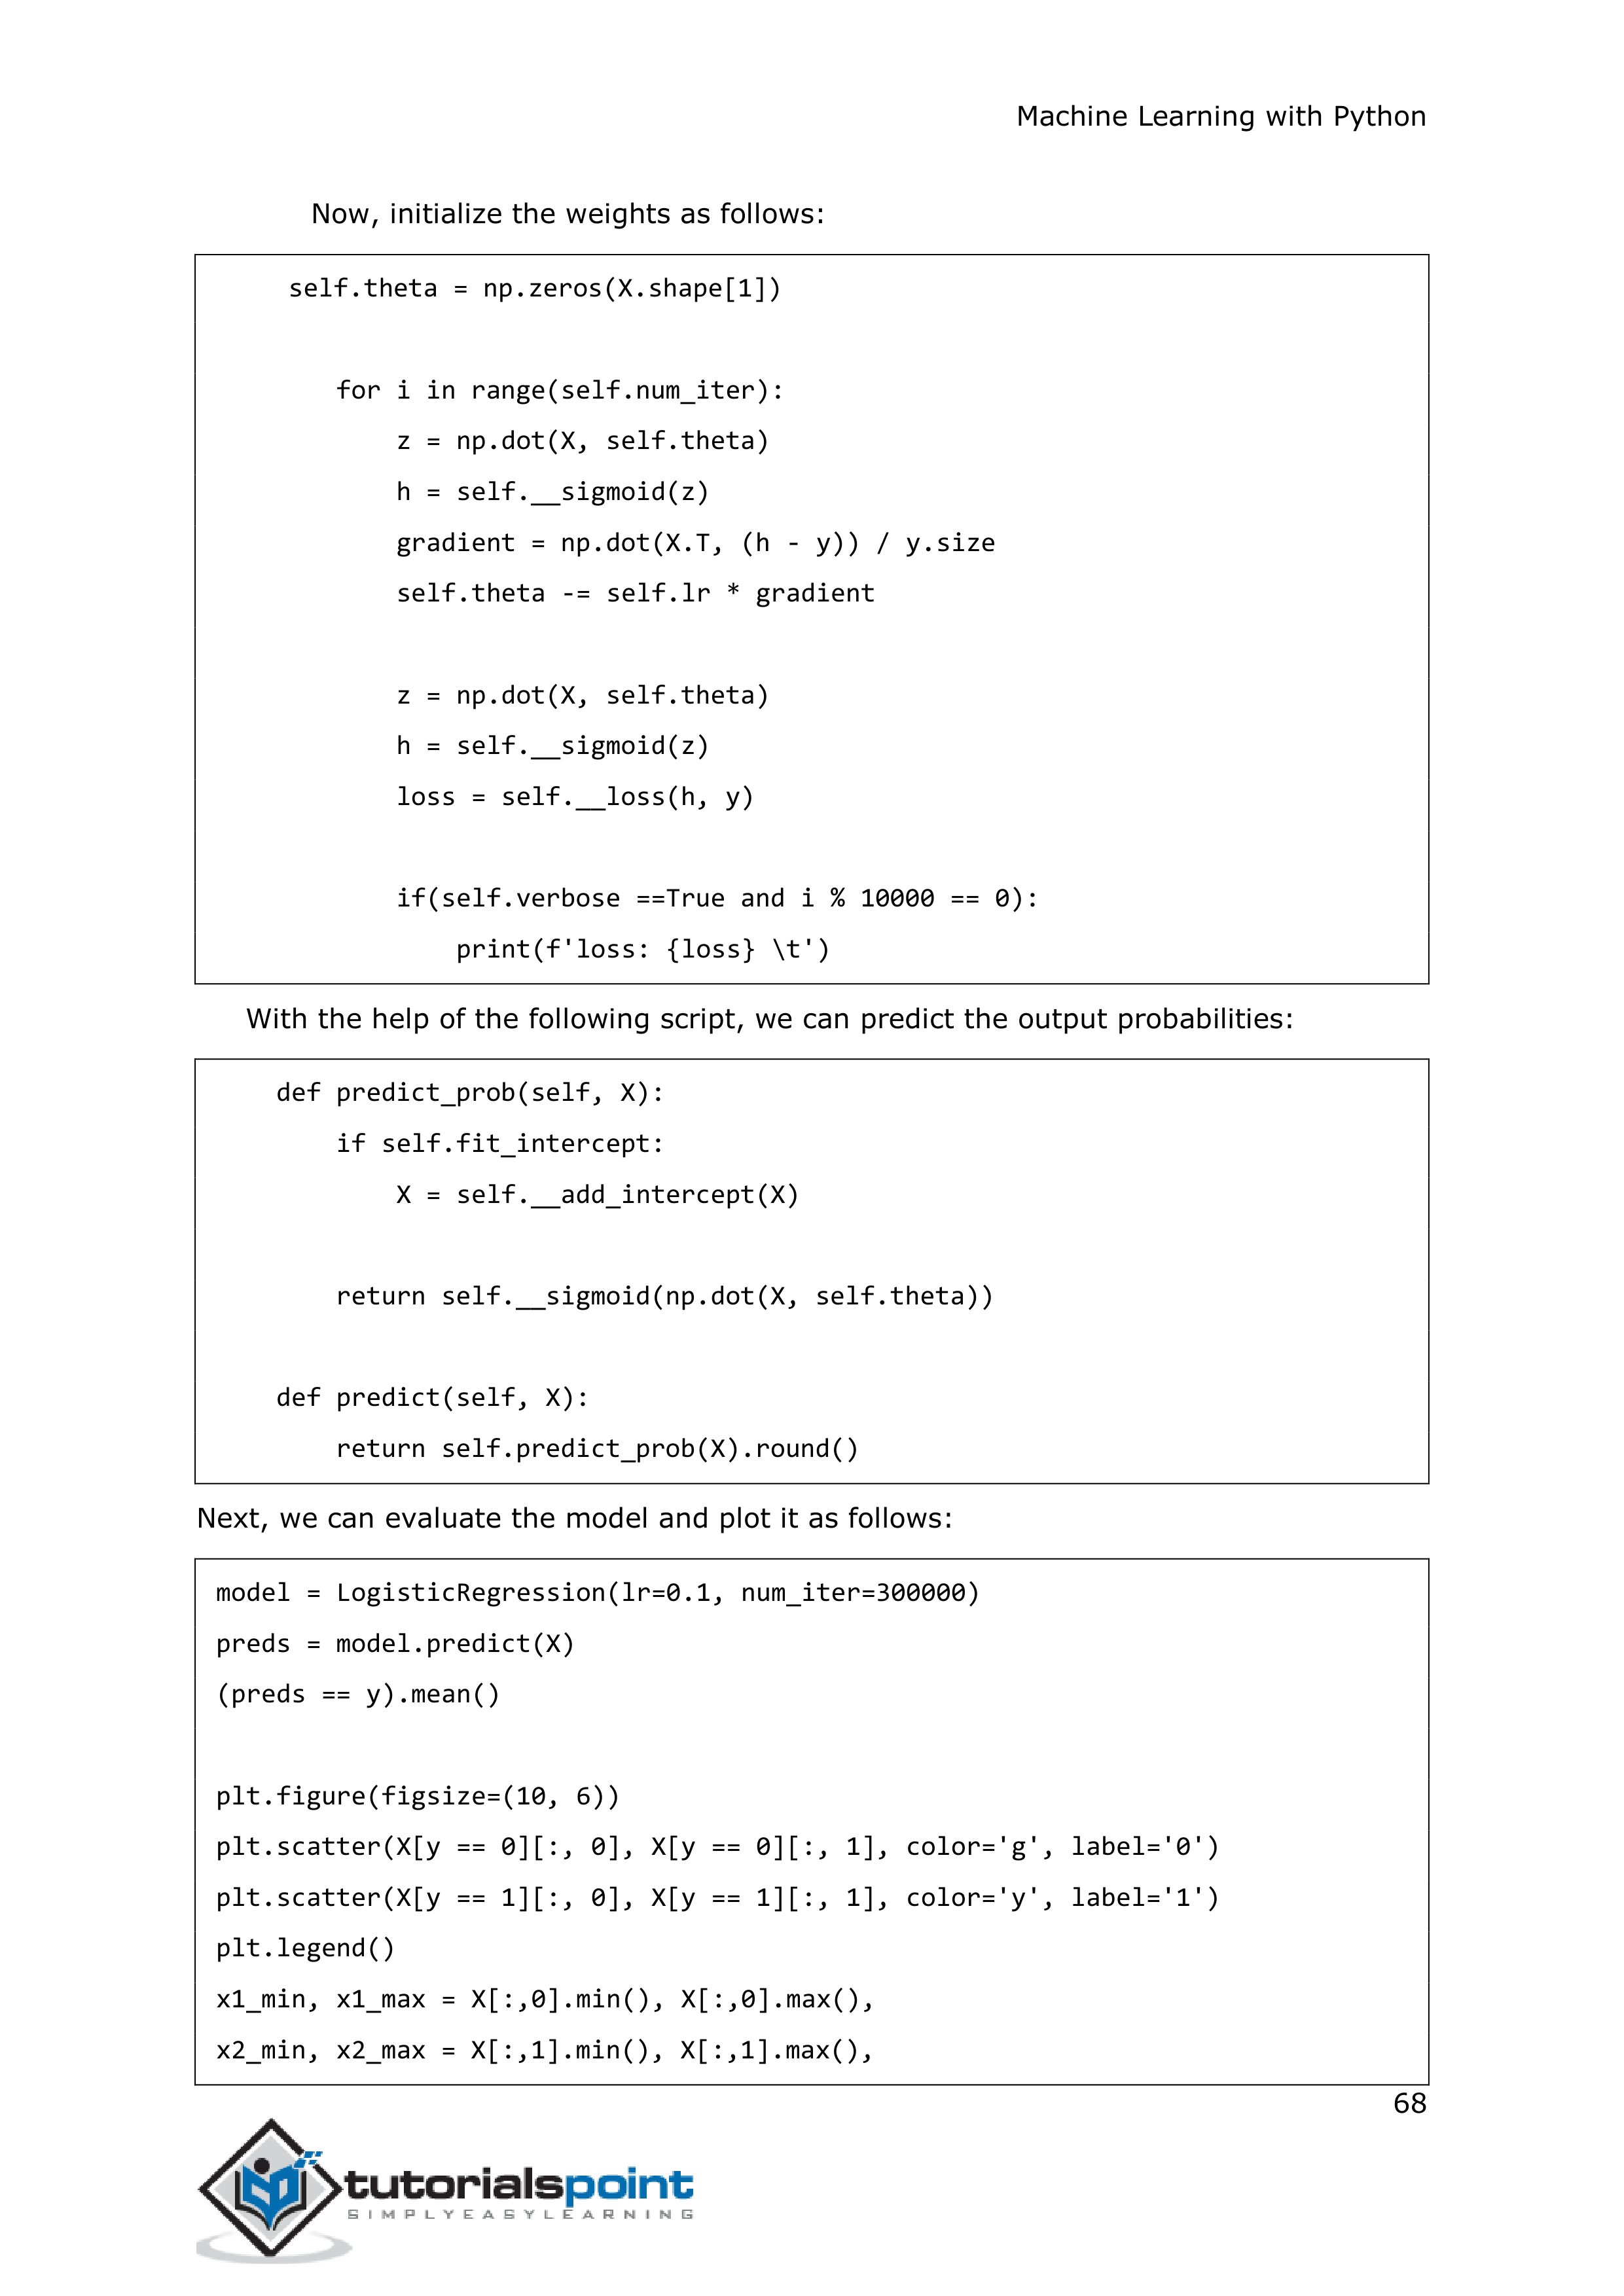 Machine Learning with Python
Now, initialize the weights as follows:
self.theta = np.zeros(X.shape[1])
for i in range(self.num_iter):
z = np.dot(X, self.theta)
h = self.__sigmoid(z)
gradient = np.dot(X.T, (h - y)) / y.size
self.theta -= self.lr * gradient
z = np.dot(X, self.theta)
h = self.__sigmoid(z)
loss = self.__loss(h, y)
if(self.verbose ==True and i % 10000 == 0):
print(f'loss: {loss} \t')
With the help of the following script, we can predict the output probabilities:
def predict_prob(self, X):
if self.fit_intercept:
X = self.__add_intercept(X)
return self.__sigmoid(np.dot(X, self.theta))
def predict(self, X):
return self.predict_prob(X).round()
Next, we can evaluate the model and plot it as follows:
model = LogisticRegression(lr=0.1, num_iter=300000)
preds = model.predict(X)
(preds == y).mean()
plt.figure(figsize=(10, 6))
plt.scatter(X[y == 0][:, 0], X[y == 0][:, 1], color='g', label='0')
plt.scatter(X[y == 1][:, 0], X[y == 1][:, 1], color='y', label='1')
plt.legend()
x1_min, x1_max = X[:,0].min(), X[:,0].max(),
x2_min, x2_max = X[:,1].min(), X[:,1].max(),
68
tutorialspoint
SIMPLYEASYLEARNING